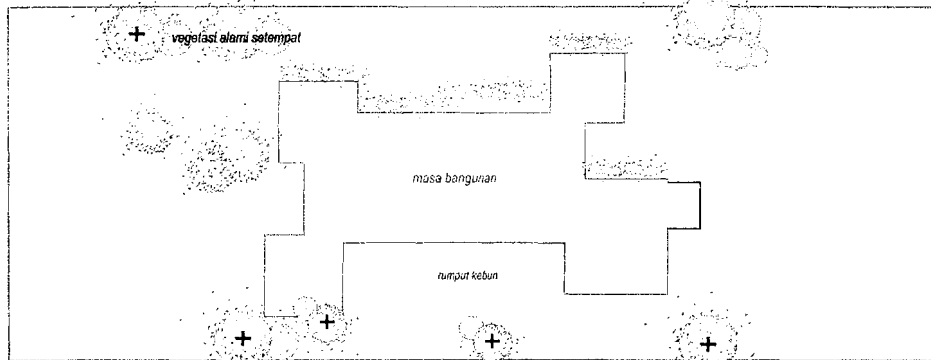 vegetasi alami setempat
masa bangunan
rumput kebun